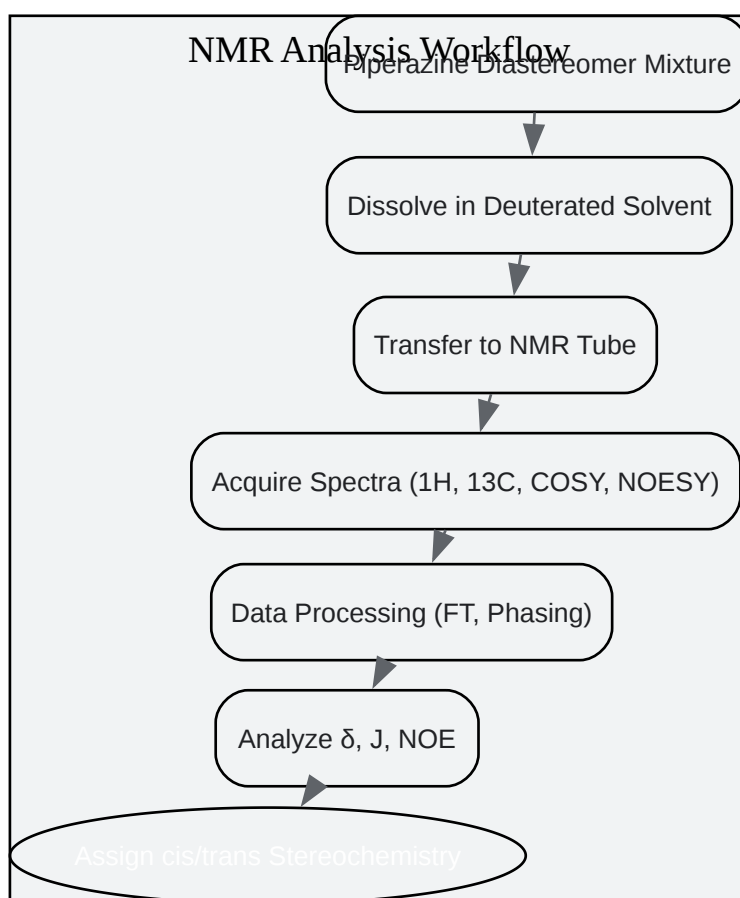 NMR Analysis Workflow
Piperazine Diastereomer Mixture
Dissolve in Deuterated Solvent
Transfer to NMR Tube
Acquire Spectra (1H, 13C, COSY, NOESY)
Data Processing (FT, Phasing)
Analyze δ, J, NOE
Assign cis/trans Stereochemistry